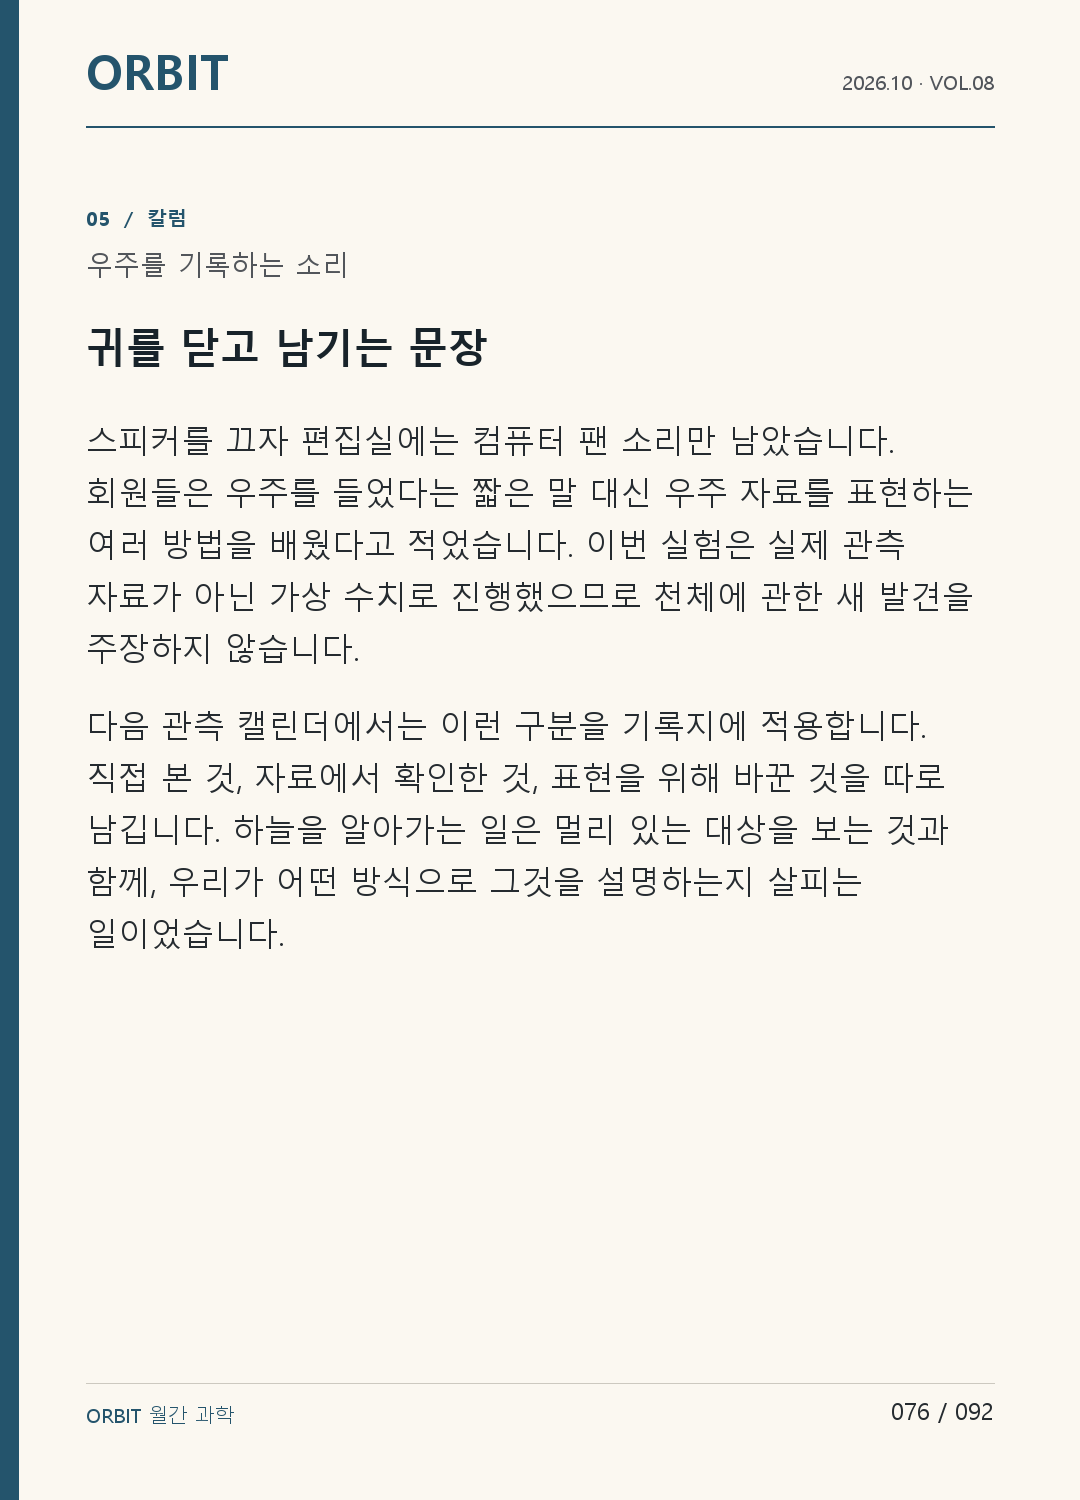 ORBIT
2026.10 · VOL.08
05 / 칼럼
우주를 기록하는 소리
귀를 닫고 남기는 문장
스피커를 끄자 편집실에는 컴퓨터 팬 소리만 남았습니다.
회원들은 우주를 들었다는 짧은 말 대신 우주 자료를 표현하는
여러 방법을 배웠다고 적었습니다. 이번 실험은 실제 관측
자료가 아닌 가상 수치로 진행했으므로 천체에 관한 새 발견을
주장하지 않습니다.
다음 관측 캘린더에서는 이런 구분을 기록지에 적용합니다.
직접 본 것, 자료에서 확인한 것, 표현을 위해 바꾼 것을 따로
남깁니다. 하늘을 알아가는 일은 멀리 있는 대상을 보는 것과
함께, 우리가 어떤 방식으로 그것을 설명하는지 살피는
일이었습니다.
ORBIT 월간 과학
076 / 092